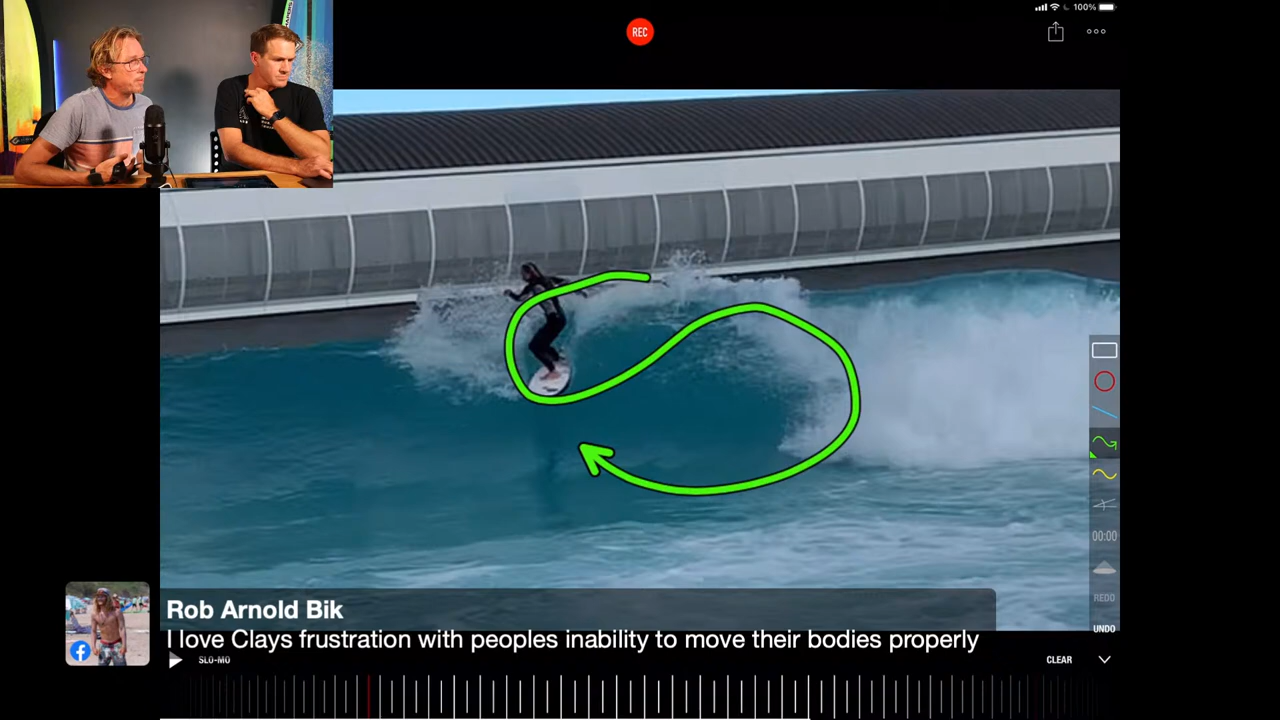 100%
REC
00:00
REDO
UNDO
Rob Arnold Bik
I love Clays frustration with peoples inability to move their bodies properly
SLO-MO
CLEAR